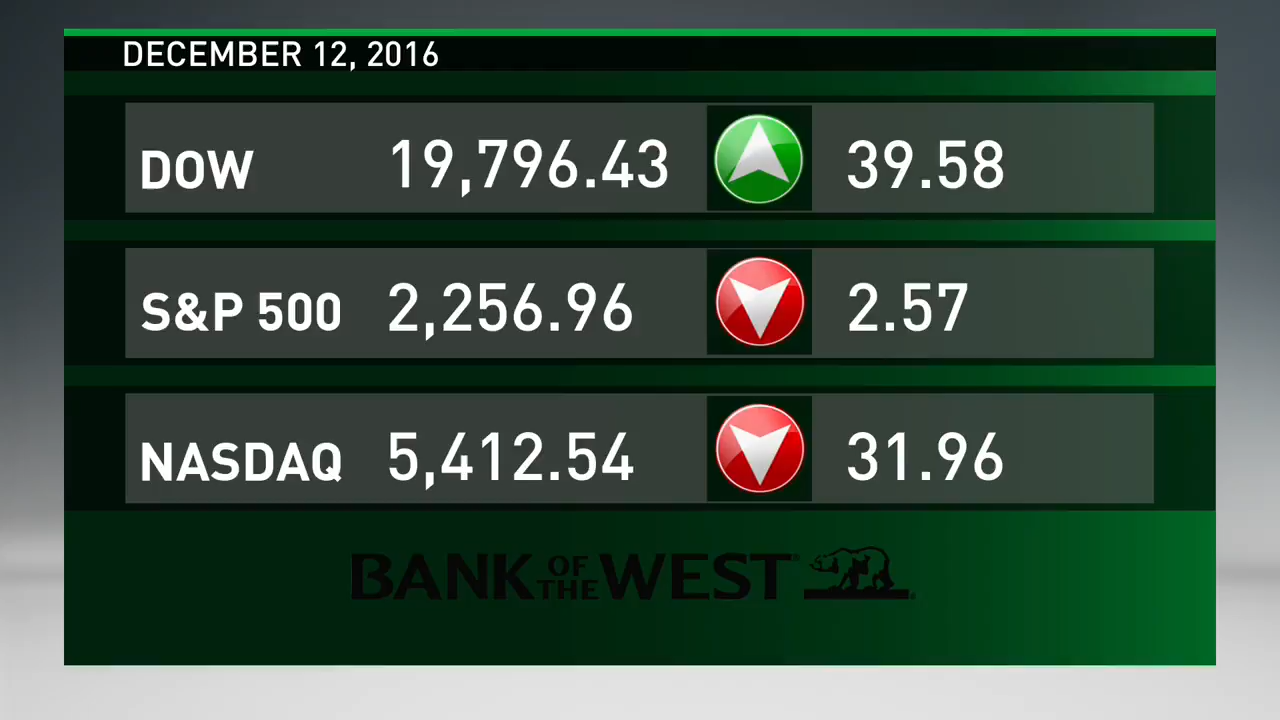 DECEMBER 12, 2016
DOW 19,796.43 39.58
S&P 500 2,256.96 2.57
NASDAQ 5,412.54 31.96
BANK OF THE WEST